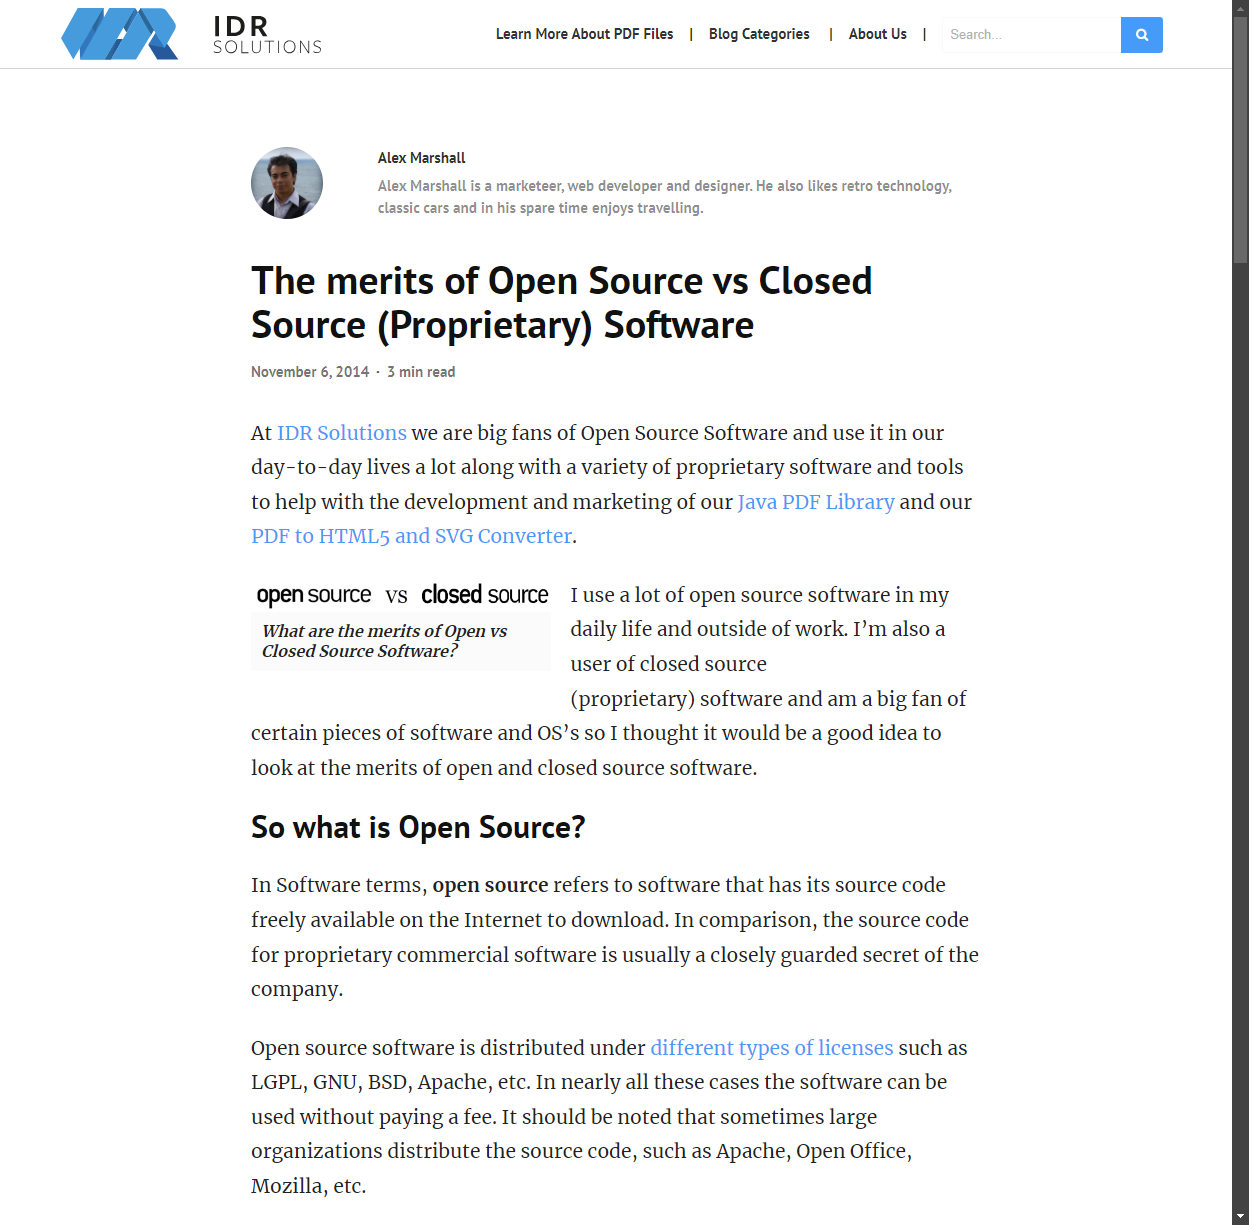 IDR
SOLUTIONS
Learn More About PDF Files | Blog Categories | About Us | Search...
Alex Marshall
Alex Marshall is a marketeer, web developer and designer. He also likes retro technology,
classic cars and in his spare time enjoys travelling.
The merits of Open Source vs Closed
Source (Proprietary) Software
November 6, 2014 · 3 min read
At IDR Solutions we are big fans of Open Source Software and use it in our
day-to-day lives a lot along with a variety of proprietary software and tools
to help with the development and marketing of our Java PDF Library and our
PDF to HTML5 and SVG Converter.
open source vs closed source
What are the merits of Open vs
Closed Source Software?
I use a lot of open source software in my
daily life and outside of work. I’m also a
user of closed source
(proprietary) software and am a big fan of
certain pieces of software and OS’s so I thought it would be a good idea to
look at the merits of open and closed source software.
So what is Open Source?
In Software terms, open source refers to software that has its source code
freely available on the Internet to download. In comparison, the source code
for proprietary commercial software is usually a closely guarded secret of the
company.
Open source software is distributed under different types of licenses such as
LGPL, GNU, BSD, Apache, etc. In nearly all these cases the software can be
used without paying a fee. It should be noted that sometimes large
organizations distribute the source code, such as Apache, Open Office,
Mozilla, etc.